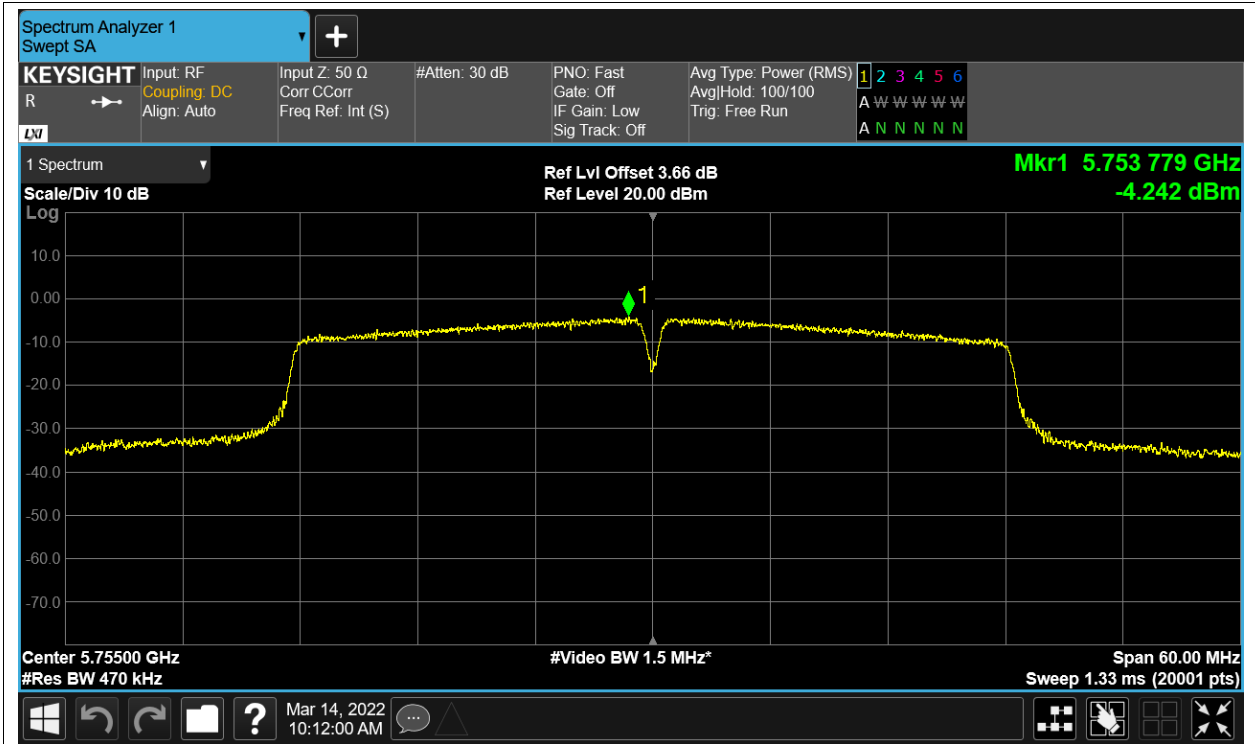 Spectrum Analyzer 1
Swept SA
KEYSIGHT
R
LXI
Input: RF
Coupling: DC
Align: Auto
Input Z: 50 Ω
Corr CCorr
Freq Ref: Int (S)
#Atten: 30 dB
PNO: Fast
Gate: Off
IF Gain: Low
Sig Track: Off
Avg Type: Power (RMS)
Avg|Hold: 100/100
Trig: Free Run
1 2 3 4 5 6
A W W W W W
A N N N N N
1 Spectrum
Scale/Div 10 dB
Ref Lvl Offset 3.66 dB
Ref Level 20.00 dBm
Mkr1 5.753 779 GHz
-4.242 dBm
Log
10.0
0.00
-10.0
-20.0
-30.0
-40.0
-50.0
-60.0
-70.0
1
Center 5.75500 GHz
#Res BW 470 kHz
#Video BW 1.5 MHz*
Span 60.00 MHz
Sweep 1.33 ms (20001 pts)
?
Mar 14, 2022
10:12:00 AM